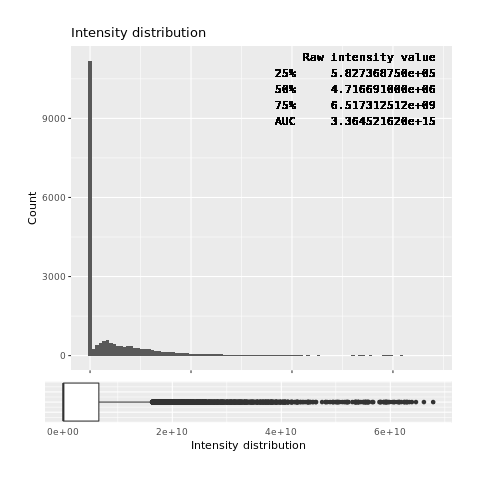 Intensity distribution
Raw intensity value
25% 5.827368750e+05
50% 4.716691000e+06
75% 6.517312512e+09
AUC 3.364521620e+15
9000
6000
3000
0
Count
0e+00 2e+10 4e+10 6e+10
Intensity distribution